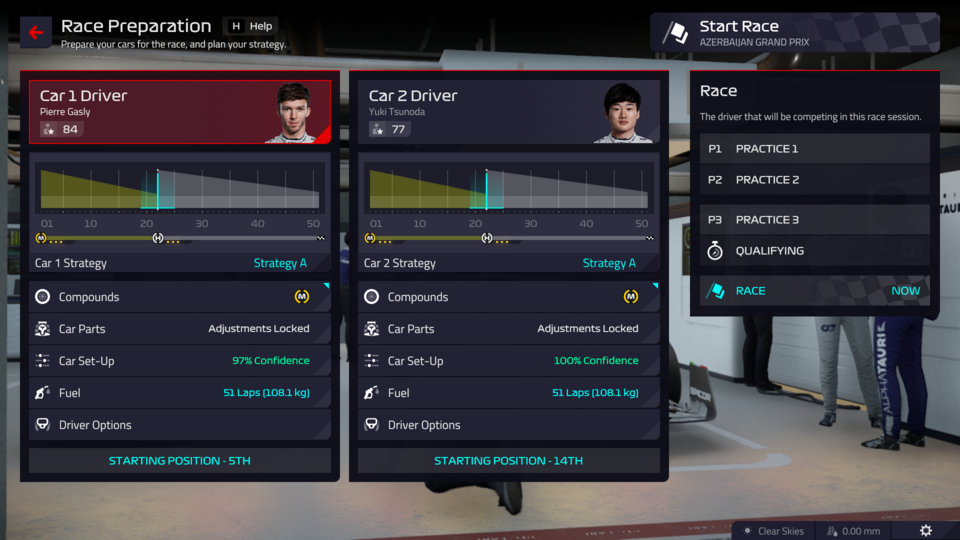 Race Preparation
H Help
Prepare your cars for the race, and plan your strategy.
Start Race
AZERBAIJAN GRAND PRIX
Car 1 Driver
Pierre Gasly
84
01 10 20 30 40 50
M H
Car 1 Strategy Strategy A
Compounds M
Car Parts Adjustments Locked
Car Set-Up 97% Confidence
Fuel 51 Laps (108.1 kg)
Driver Options
STARTING POSITION - 5TH
Car 2 Driver
Yuki Tsunoda
77
01 10 20 30 40 50
M H
Car 2 Strategy Strategy A
Compounds M
Car Parts Adjustments Locked
Car Set-Up 100% Confidence
Fuel 51 Laps (108.1 kg)
Driver Options
STARTING POSITION - 14TH
Race
The driver that will be competing in this race session.
P1 PRACTICE 1
P2 PRACTICE 2
P3 PRACTICE 3
QUALIFYING
RACE NOW
ALPHATAURI
Clear Skies 0.00 mm